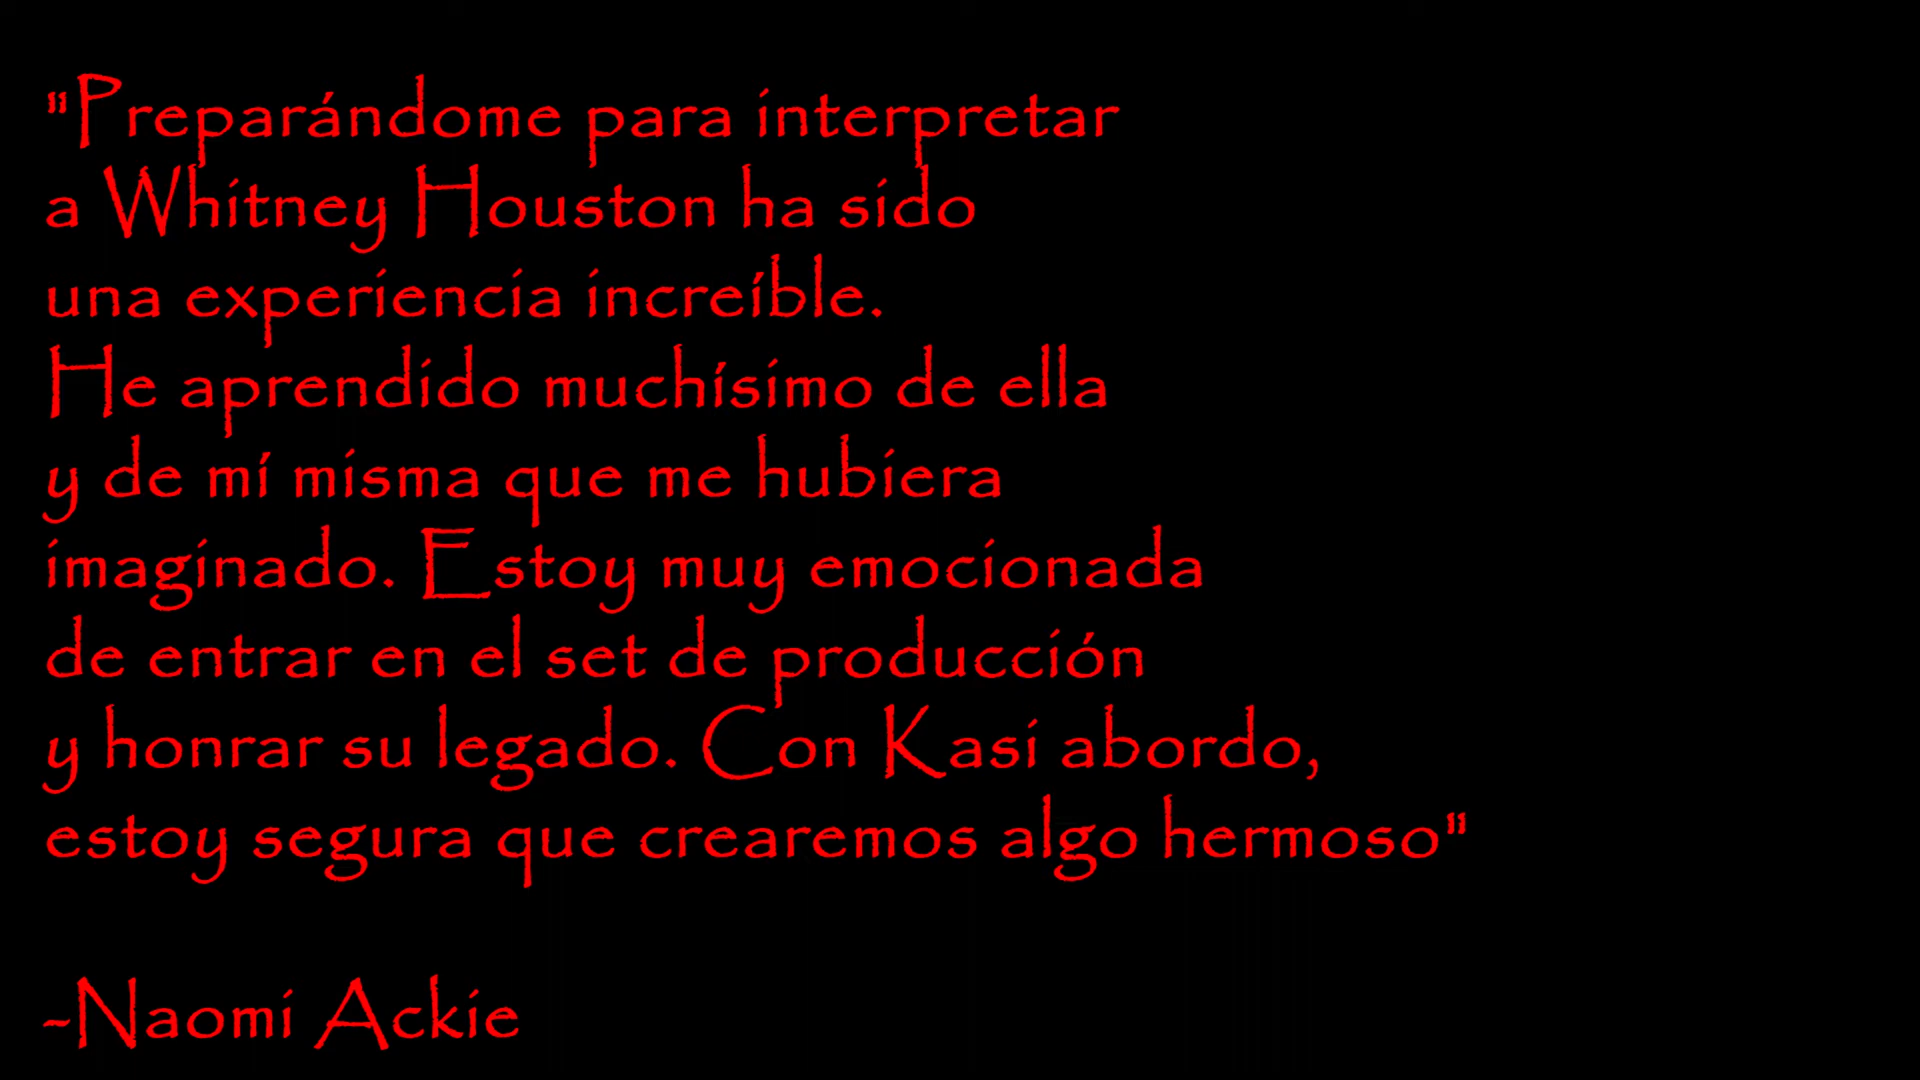 "Preparándome para interpretar
a Whitney Houston ha sido
una experiencia increíble.
He aprendido muchísimo de ella
y de mí misma que me hubiera
imaginado. Estoy muy emocionada
de entrar en el set de producción
y honrar su legado. Con Kasi abordo,
estoy segura que crearemos algo hermoso"
-Naomi Ackie